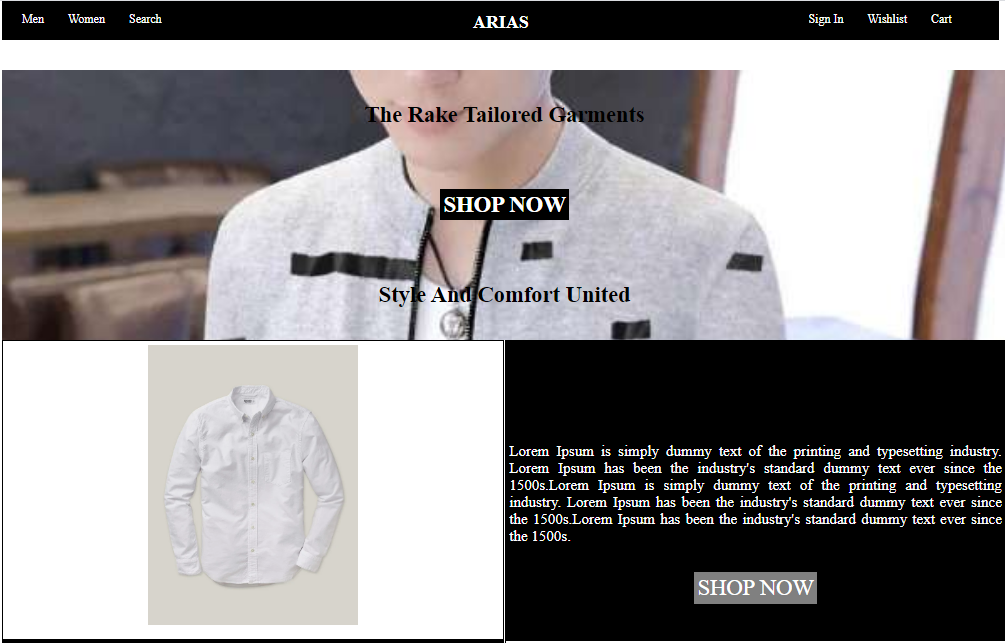 Men Women Search ARIAS Sign In Wishlist Cart
The Rake Tailored Garments
SHOP NOW
Style And Comfort United
Lorem Ipsum is simply dummy text of the printing and typesetting industry.
Lorem Ipsum has been the industry's standard dummy text ever since the
1500s.Lorem Ipsum is simply dummy text of the printing and typesetting
industry. Lorem Ipsum has been the industry's standard dummy text ever since
the 1500s.Lorem Ipsum has been the industry's standard dummy text ever since
the 1500s.
SHOP NOW